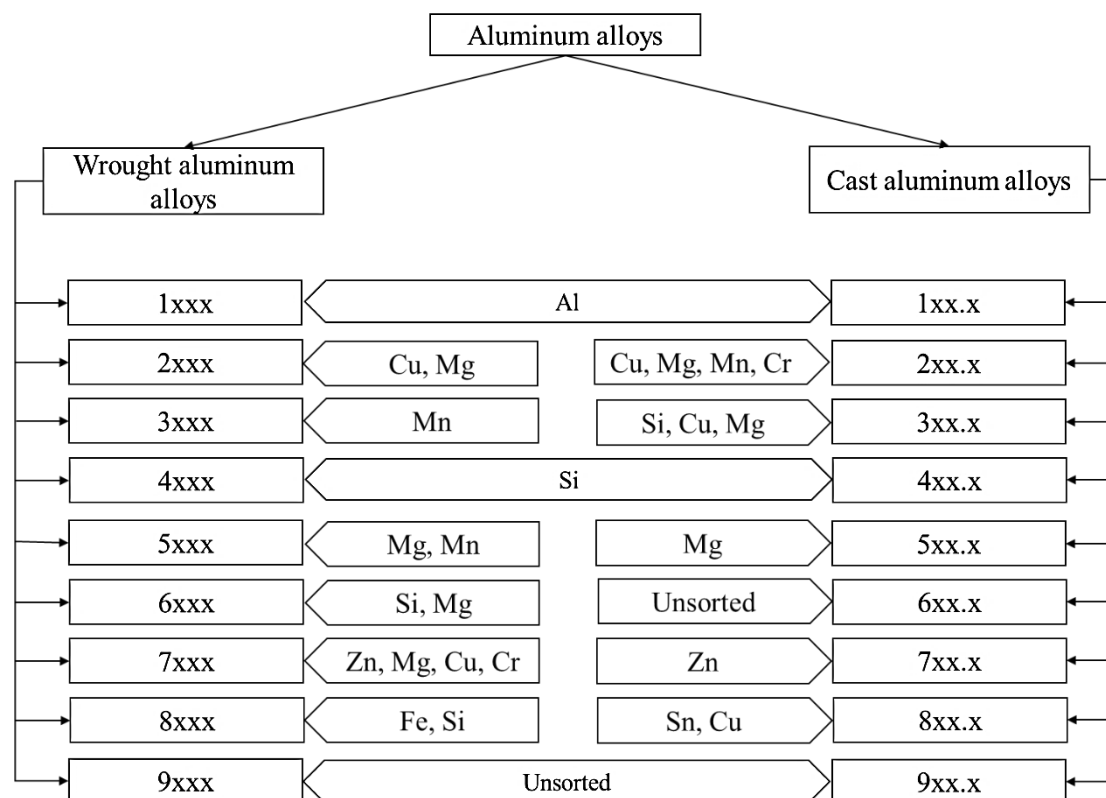 Aluminum alloys
Wrought aluminum
alloys
Cast aluminum alloys
1xxx Al 1xx.x
2xxx Cu, Mg Cu, Mg, Mn, Cr 2xx.x
3xxx Mn Si, Cu, Mg 3xx.x
4xxx Si 4xx.x
5xxx Mg, Mn Mg 5xx.x
6xxx Si, Mg Unsorted 6xx.x
7xxx Zn, Mg, Cu, Cr Zn 7xx.x
8xxx Fe, Si Sn, Cu 8xx.x
9xxx Unsorted 9xx.x